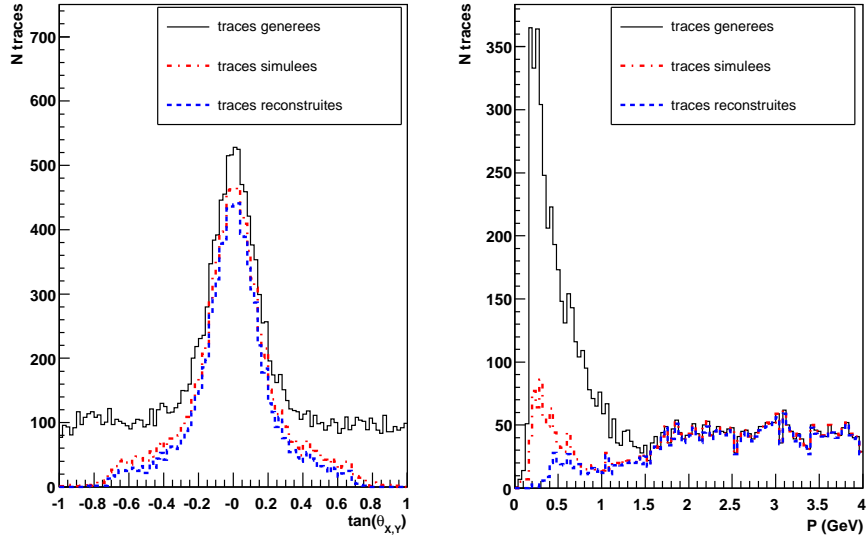 N traces
700
600
500
400
300
200
100
0
traces generees
traces simulees
traces reconstruites
-1 -0.8 -0.6 -0.4 -0.2 -0 0.2 0.4 0.6 0.8 1
tan(θX,Y)
N traces
350
300
250
200
150
100
50
0
traces generees
traces simulees
traces reconstruites
0 0.5 1 1.5 2 2.5 3 3.5 4
P (GeV)